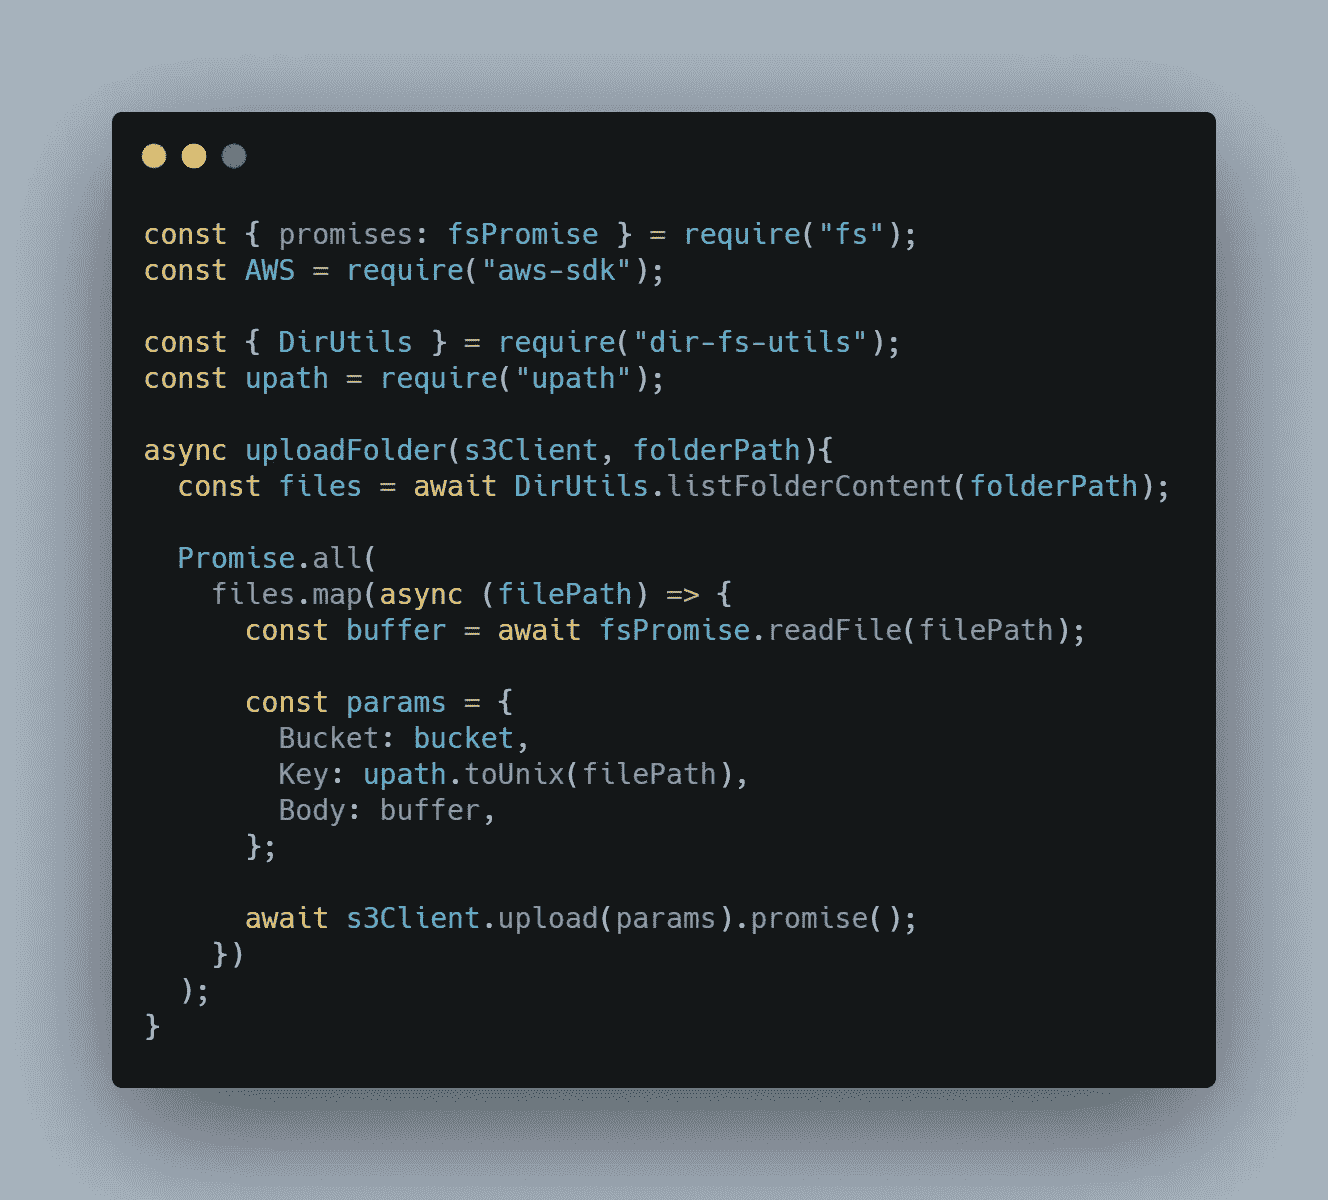 const { promises: fsPromise } = require("fs");
const AWS = require("aws-sdk");
const { DirUtils } = require("dir-fs-utils");
const upath = require("upath");
async uploadFolder(s3Client, folderPath){
const files = await DirUtils.listFolderContent(folderPath);
Promise.all(
files.map(async (filePath) => {
const buffer = await fsPromise.readFile(filePath);
const params = {
Bucket: bucket,
Key: upath.toUnix(filePath),
Body: buffer,
};
await s3Client.upload(params).promise();
})
);
}